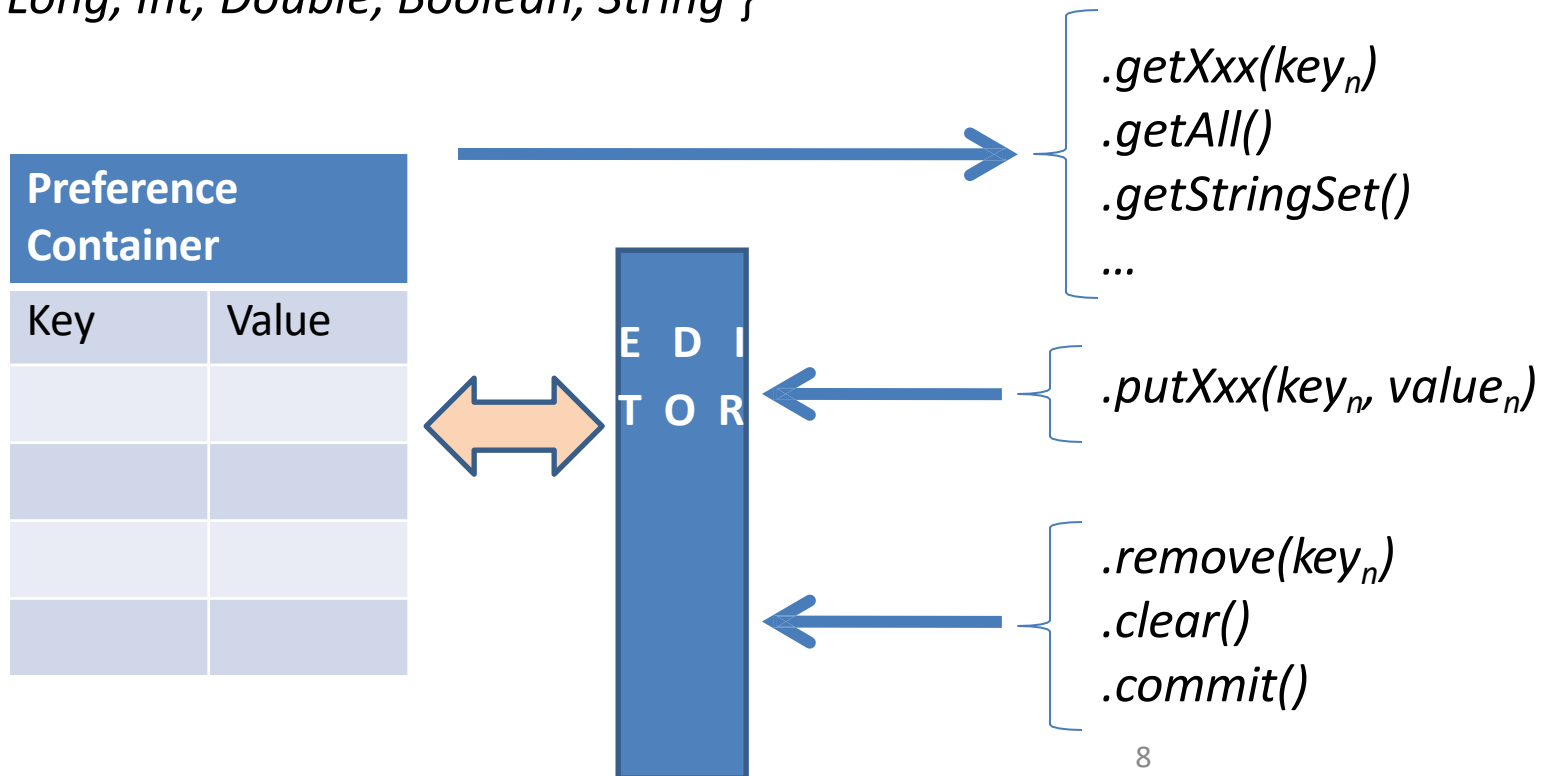 Long, Int, Double, Boolean, String }
.getXxx(keyn)
.getAll()
.getStringSet()
…
Preference
Container
Key Value
E D I
T O R
.putXxx(keyn, valuen)
.remove(keyn)
.clear()
.commit()
8